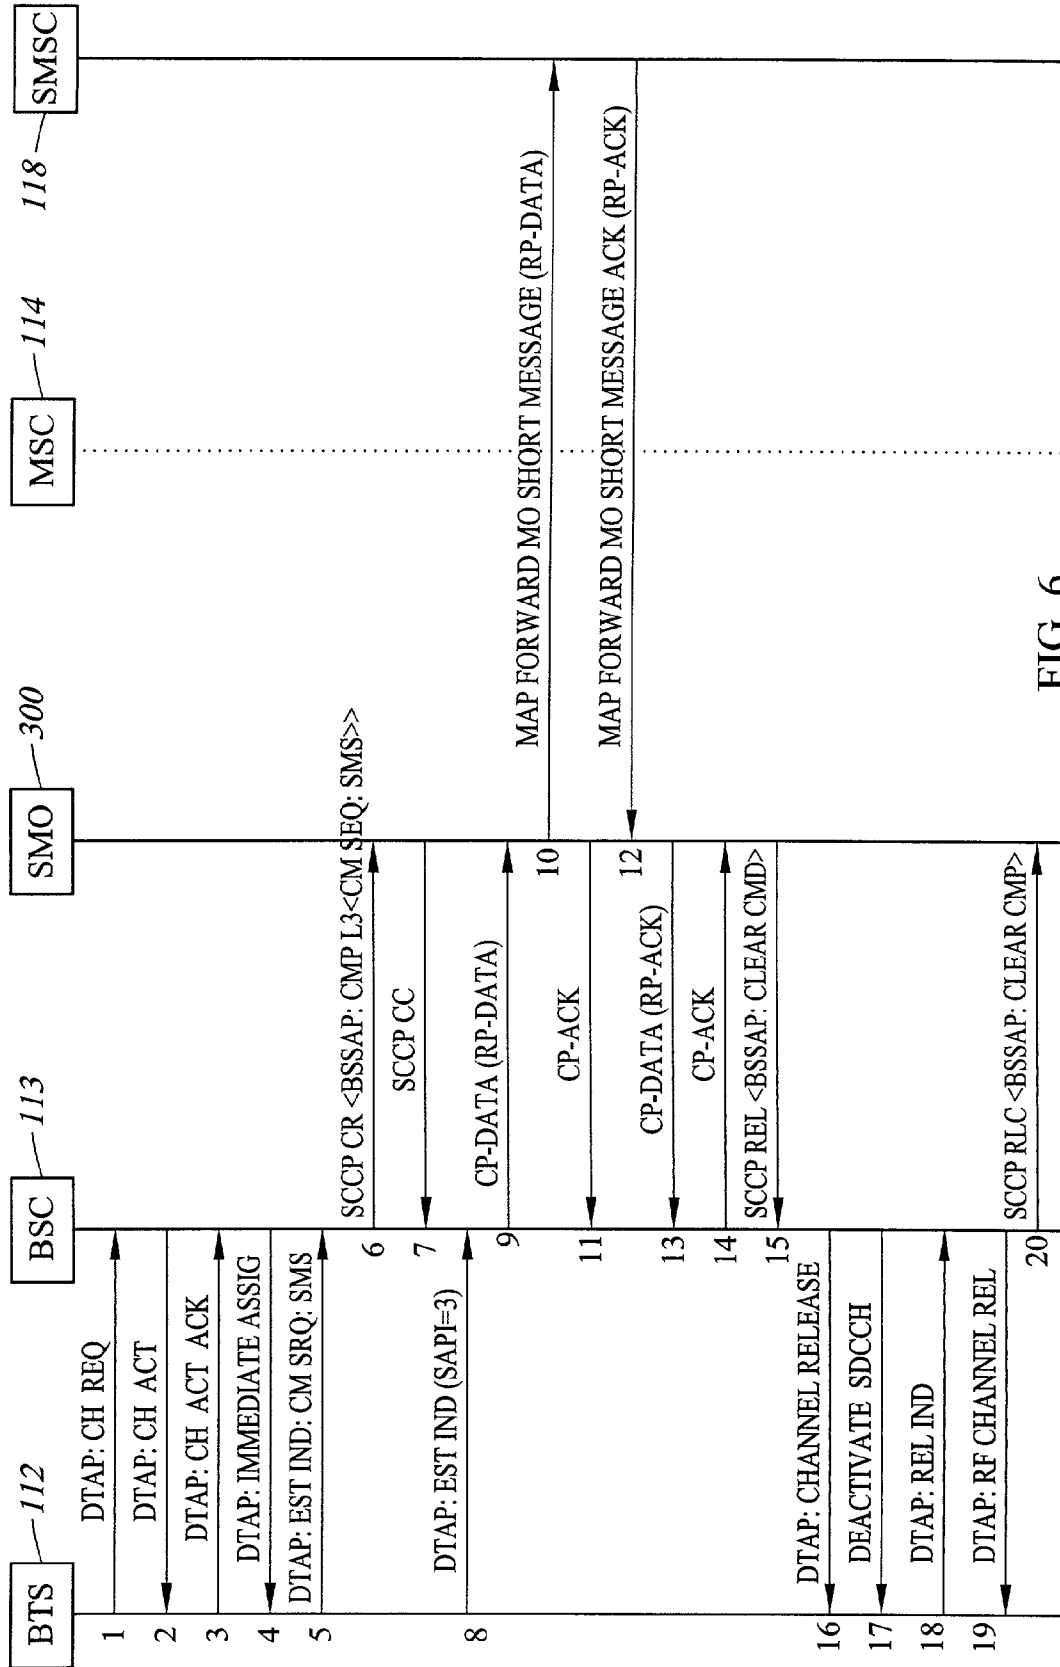 BTS
112
BSC
113
SMO
300
MSC
114
SMSC
118
1
DTAP: CH REQ
2
DTAP: CH ACT
3
DTAP: CH ACT ACK
4
DTAP: IMMEDIATE ASSIG
5
DTAP: EST IND: CM SRQ: SMS
6
SCCP CR <BSSAP: CMP L3<CM SEQ: SMS>>
7
SCCP CC
8
DTAP: EST IND (SAPI=3)
9
CP-DATA (RP-DATA)
10
MAP FORWARD MO SHORT MESSAGE (RP-DATA)
11
CP-ACK
12
MAP FORWARD MO SHORT MESSAGE ACK (RP-ACK)
13
CP-DATA (RP-ACK)
14
CP-ACK
15
SCCP REL <BSSAP: CLEAR CMD>
16
DTAP: CHANNEL RELEASE
17
DEACTIVATE SDCCH
18
DTAP: REL IND
19
DTAP: RF CHANNEL REL
20
SCCP RLC <BSSAP: CLEAR CMP>
FIG. 6